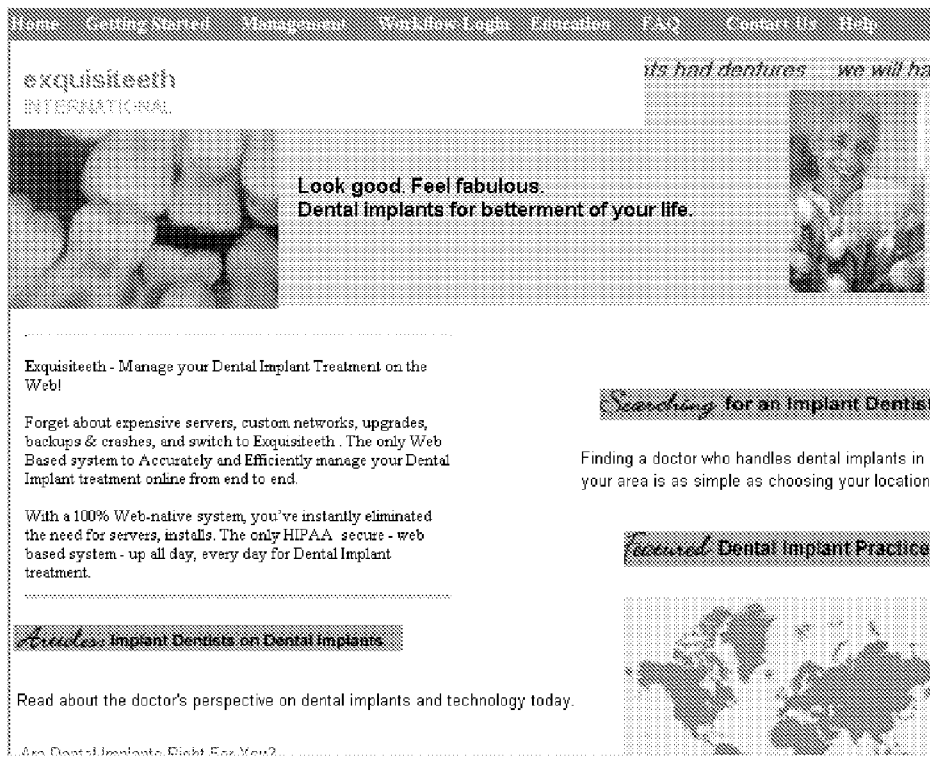 Home Getting Started Management Workflow Login Education FAQ Contact Us Help
exquisiteeth
INTERNATIONAL
nts had dentures we will ha
Look good. Feel fabulous.
Dental implants for betterment of your life.
Exquisiteeth - Manage your Dental Implant Treatment on the
Web!
Forget about expensive servers, custom networks, upgrades,
backups & crashes, and switch to Exquisiteeth . The only Web
Based system to Accurately and Efficiently manage your Dental
Implant treatment online from end to end.
With a 100% Web-native system, you've instantly eliminated
the need for servers, installs. The only HIPAA secure - web
based system - up all day, every day for Dental Implant
treatment.
Searching for an Implant Dentis
Finding a doctor who handles dental implants in
your area is as simple as choosing your location
Featured Dental Implant Practice
Articles: Implant Dentists on Dental Implants
Read about the doctor's perspective on dental implants and technology today.
Are Dental Implants Right For You?